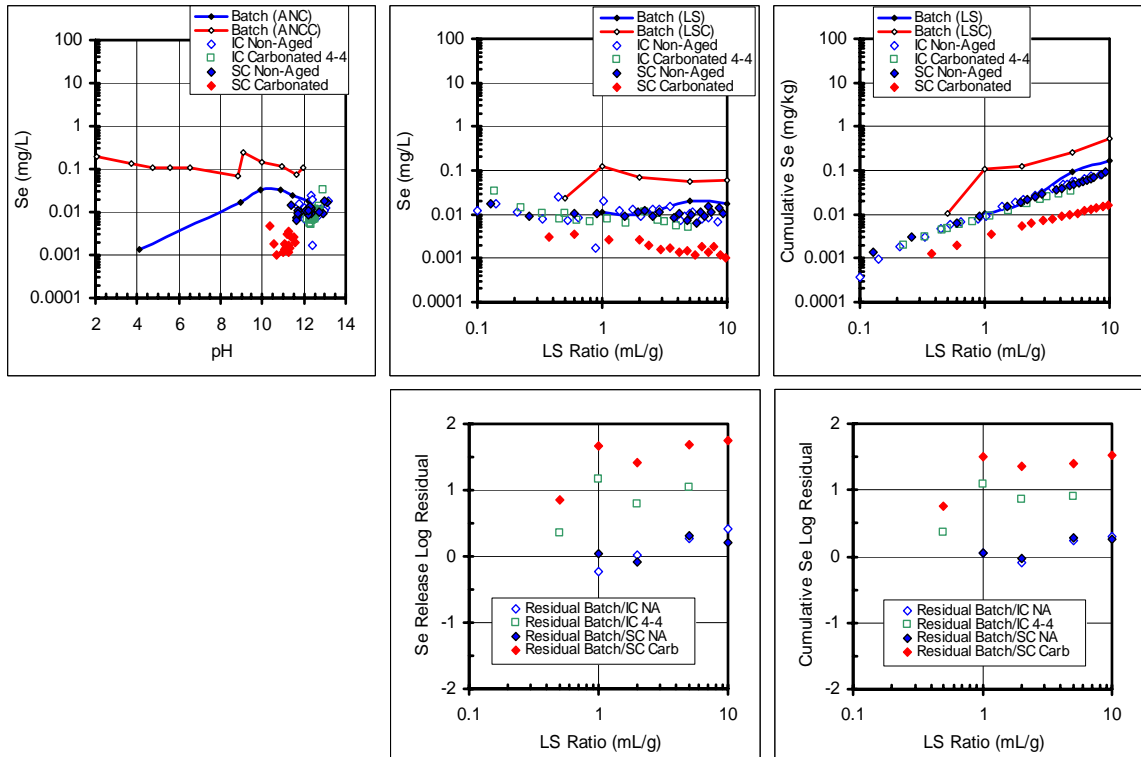 Batch (ANC)
Batch (ANCC)
IC Non-Aged
IC Carbonated 4-4
SC Non-Aged
SC Carbonated
100
10
1
0.1
0.01
0.001
0.0001
Se (mg/L)
2 4 6 8 10 12 14
pH
Batch (LS)
Batch (LSC)
IC Non-Aged
IC Carbonated 4-4
SC Non-Aged
SC Carbonated
100
10
1
0.1
0.01
0.001
0.0001
Se (mg/L)
0.1 1 10
LS Ratio (mL/g)
Batch (LS)
Batch (LSC)
IC Non-Aged
IC Carbonated 4-4
SC Non-Aged
SC Carbonated
100
10
1
0.1
0.01
0.001
0.0001
Cumulative Se (mg/kg)
0.1 1 10
LS Ratio (mL/g)
2
1
0
-1
-2
Se Release Log Residual
Residual Batch/IC NA
Residual Batch/IC 4-4
Residual Batch/SC NA
Residual Batch/SC Carb
0.1 1 10
LS Ratio (mL/g)
2
1
0
-1
-2
Cumulative Se Log Residual
Residual Batch/IC NA
Residual Batch/IC 4-4
Residual Batch/SC NA
Residual Batch/SC Carb
0.1 1 10
LS Ratio (mL/g)